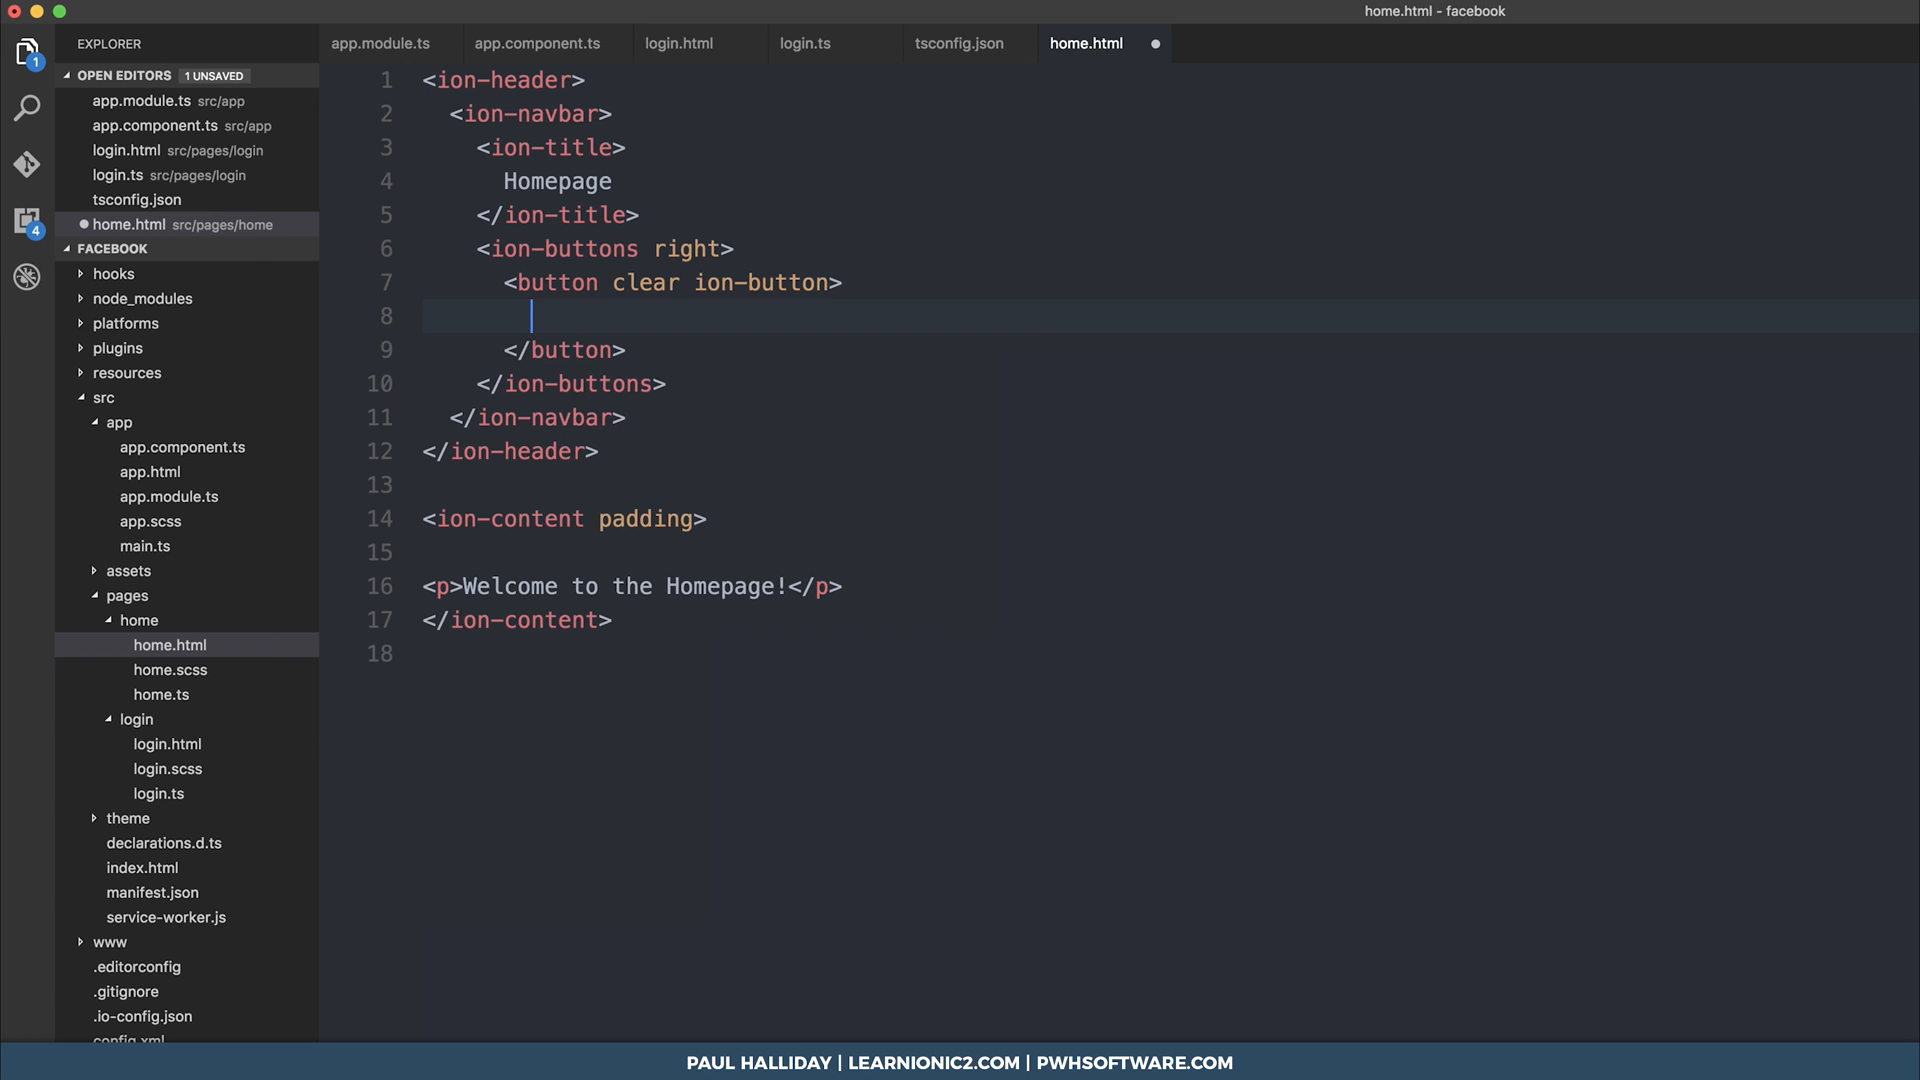 home.html - facebook
EXPLORER
OPEN EDITORS 1 UNSAVED
app.module.ts src/app
app.component.ts src/app
login.html src/pages/login
login.ts src/pages/login
tsconfig.json
home.html src/pages/home
FACEBOOK
hooks
node_modules
platforms
plugins
resources
src
app
app.component.ts
app.html
app.module.ts
app.scss
main.ts
assets
pages
home
home.html
home.scss
home.ts
login
login.html
login.scss
login.ts
theme
declarations.d.ts
index.html
manifest.json
service-worker.js
www
.editorconfig
.gitignore
.io-config.json
config.xml
1
4
app.module.ts app.component.ts login.html login.ts tsconfig.json home.html
1 <ion-header>
2 <ion-navbar>
3 <ion-title>
4 Homepage
5 </ion-title>
6 <ion-buttons right>
7 <button clear ion-button>
8
9 </button>
10 </ion-buttons>
11 </ion-navbar>
12 </ion-header>
13
14 <ion-content padding>
15
16 <p>Welcome to the Homepage!</p>
17 </ion-content>
18
PAUL HALLIDAY | LEARNIONIC2.COM | PWHSOFTWARE.COM